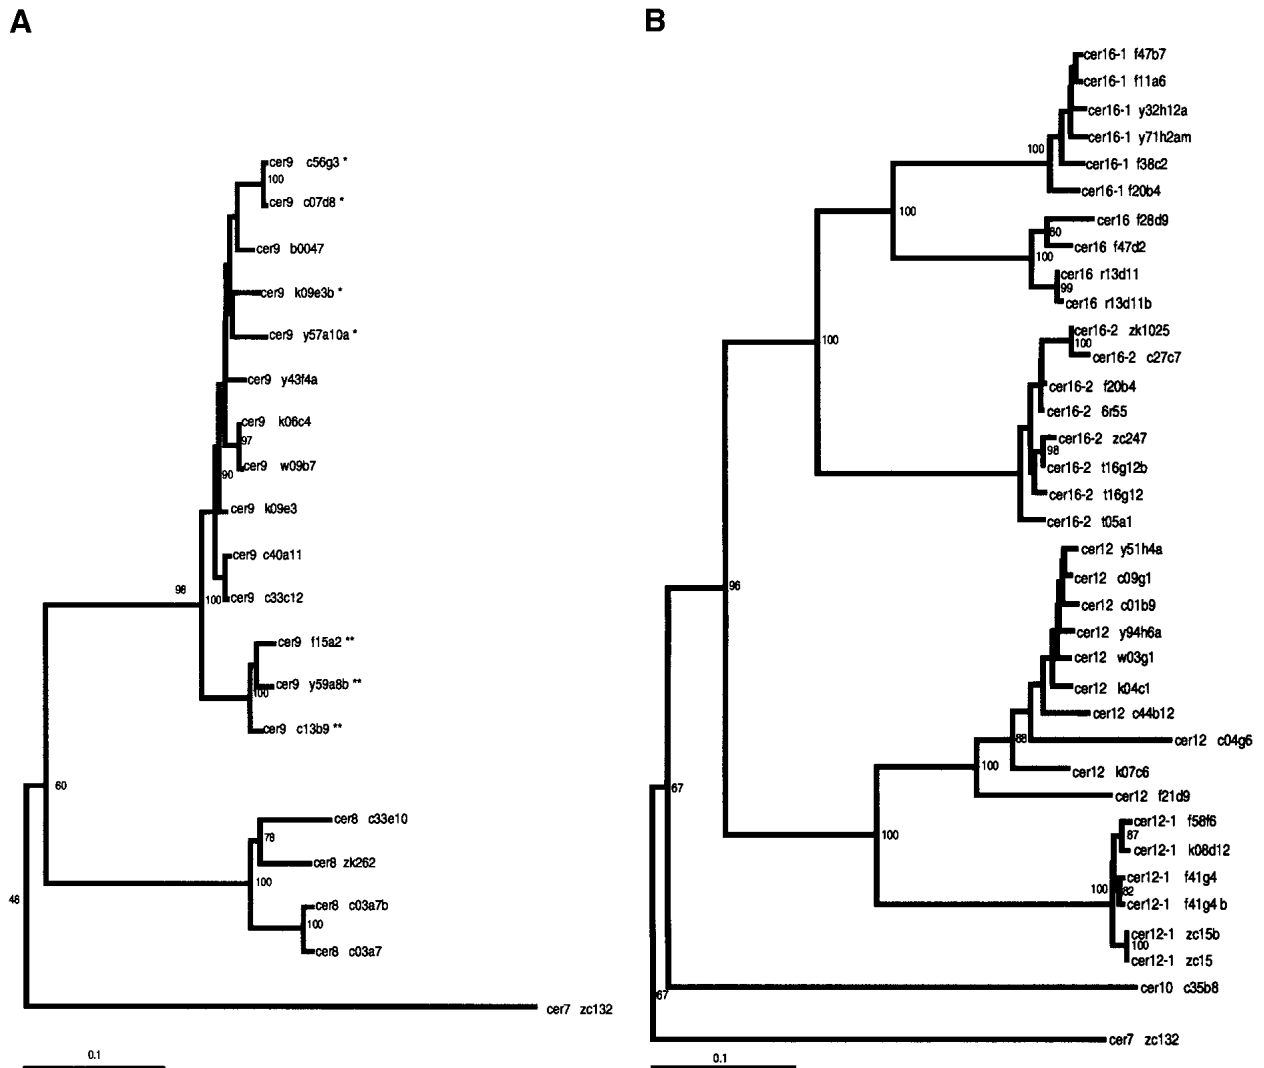 A
cer9 c56g3 *
100
cer9 c07d8 *
cer9 b0047
cer9 k09e3b *
cer9 y57a10a *
cer9 y43f4a
cer9 k06c4
97
cer9 w09b7
90
cer9 k09e3
cer9 c40a11
98
100
cer9 c33c12
cer9 f15a2 **
cer9 y59a8b **
100
cer9 c13b9 **
60
cer8 c33e10
78
cer8 zk262
100
48
cer8 c03a7b
100
cer8 c03a7
cer7 zc132
0.1
B
cer16-1 f47b7
cer16-1 f11a6
cer16-1 y32h12a
cer16-1 y71h2am
100
cer16-1 f38c2
cer16-1 f20b4
100
cer16 f28d9
60
cer16 f47d2
100
cer16 r13d11
99
cer16 r13d11b
cer16-2 zk1025
100
100
cer16-2 c27c7
cer16-2 f20b4
cer16-2 6r55
cer16-2 zc247
98
cer16-2 t16g12b
cer16-2 t16g12
cer16-2 t05a1
cer12 y51h4a
cer12 c09g1
96
cer12 c01b9
cer12 y94h6a
cer12 w03g1
cer12 k04c1
cer12 c44b12
88
cer12 c04g6
100
cer12 k07c6
67
cer12 f21d9
cer12-1 f58f6
100
87
cer12-1 k08d12
cer12-1 f41g4
100
82
cer12-1 f41g4 b
cer12-1 zc15b
100
cer12-1 zc15
cer10 c35b8
67
cer7 zc132
0.1